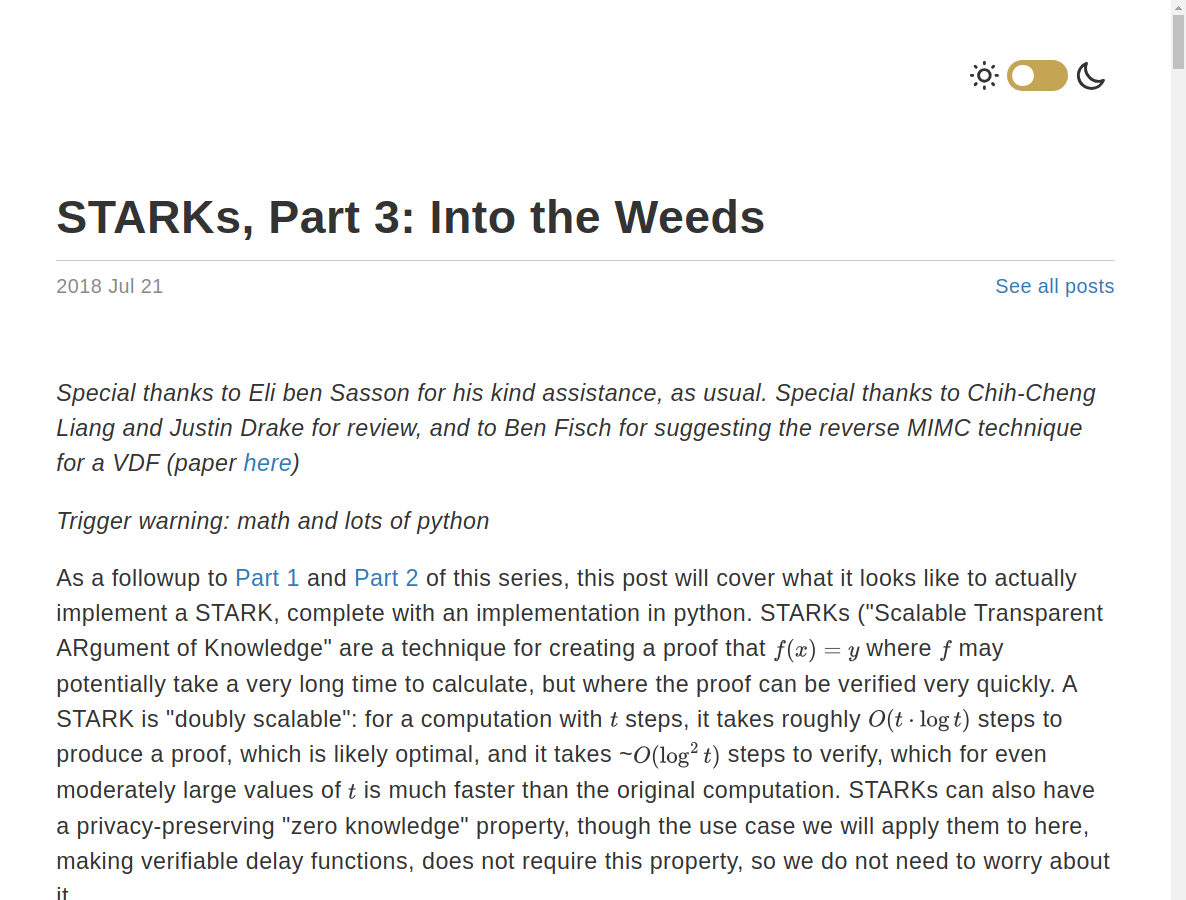 STARKs, Part 3: Into the Weeds
2018 Jul 21
See all posts
Special thanks to Eli ben Sasson for his kind assistance, as usual. Special thanks to Chih-Cheng
Liang and Justin Drake for review, and to Ben Fisch for suggesting the reverse MIMC technique
for a VDF (paper here)
Trigger warning: math and lots of python
As a followup to Part 1 and Part 2 of this series, this post will cover what it looks like to actually
implement a STARK, complete with an implementation in python. STARKs ("Scalable Transparent
ARgument of Knowledge" are a technique for creating a proof that f(x) = y where f may
potentially take a very long time to calculate, but where the proof can be verified very quickly. A
STARK is "doubly scalable": for a computation with t steps, it takes roughly O(t · log t) steps to
produce a proof, which is likely optimal, and it takes ~O(log² t) steps to verify, which for even
moderately large values of t is much faster than the original computation. STARKs can also have
a privacy-preserving "zero knowledge" property, though the use case we will apply them to here,
making verifiable delay functions, does not require this property, so we do not need to worry about
it